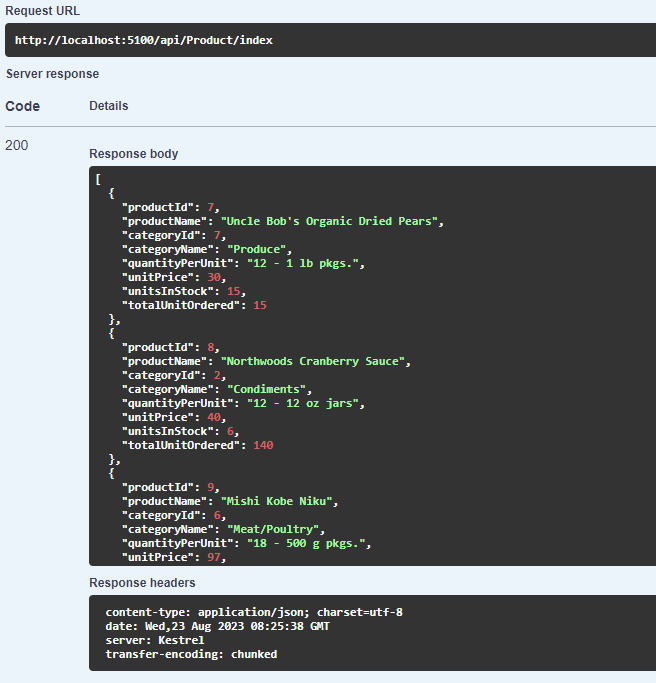 Request URL
http://localhost:5100/api/Product/index
Server response
Code Details
200
Response body
[
{
"productId": 7,
"productName": "Uncle Bob's Organic Dried Pears",
"categoryId": 7,
"categoryName": "Produce",
"quantityPerUnit": "12 - 1 lb pkgs.",
"unitPrice": 30,
"unitsInStock": 15,
"totalUnitOrdered": 15
},
{
"productId": 8,
"productName": "Northwoods Cranberry Sauce",
"categoryId": 2,
"categoryName": "Condiments",
"quantityPerUnit": "12 - 12 oz jars",
"unitPrice": 40,
"unitsInStock": 6,
"totalUnitOrdered": 140
},
{
"productId": 9,
"productName": "Mishi Kobe Niku",
"categoryId": 6,
"categoryName": "Meat/Poultry",
"quantityPerUnit": "18 - 500 g pkgs.",
"unitPrice": 97,
Response headers
content-type: application/json; charset=utf-8
date: Wed,23 Aug 2023 08:25:38 GMT
server: Kestrel
transfer-encoding: chunked